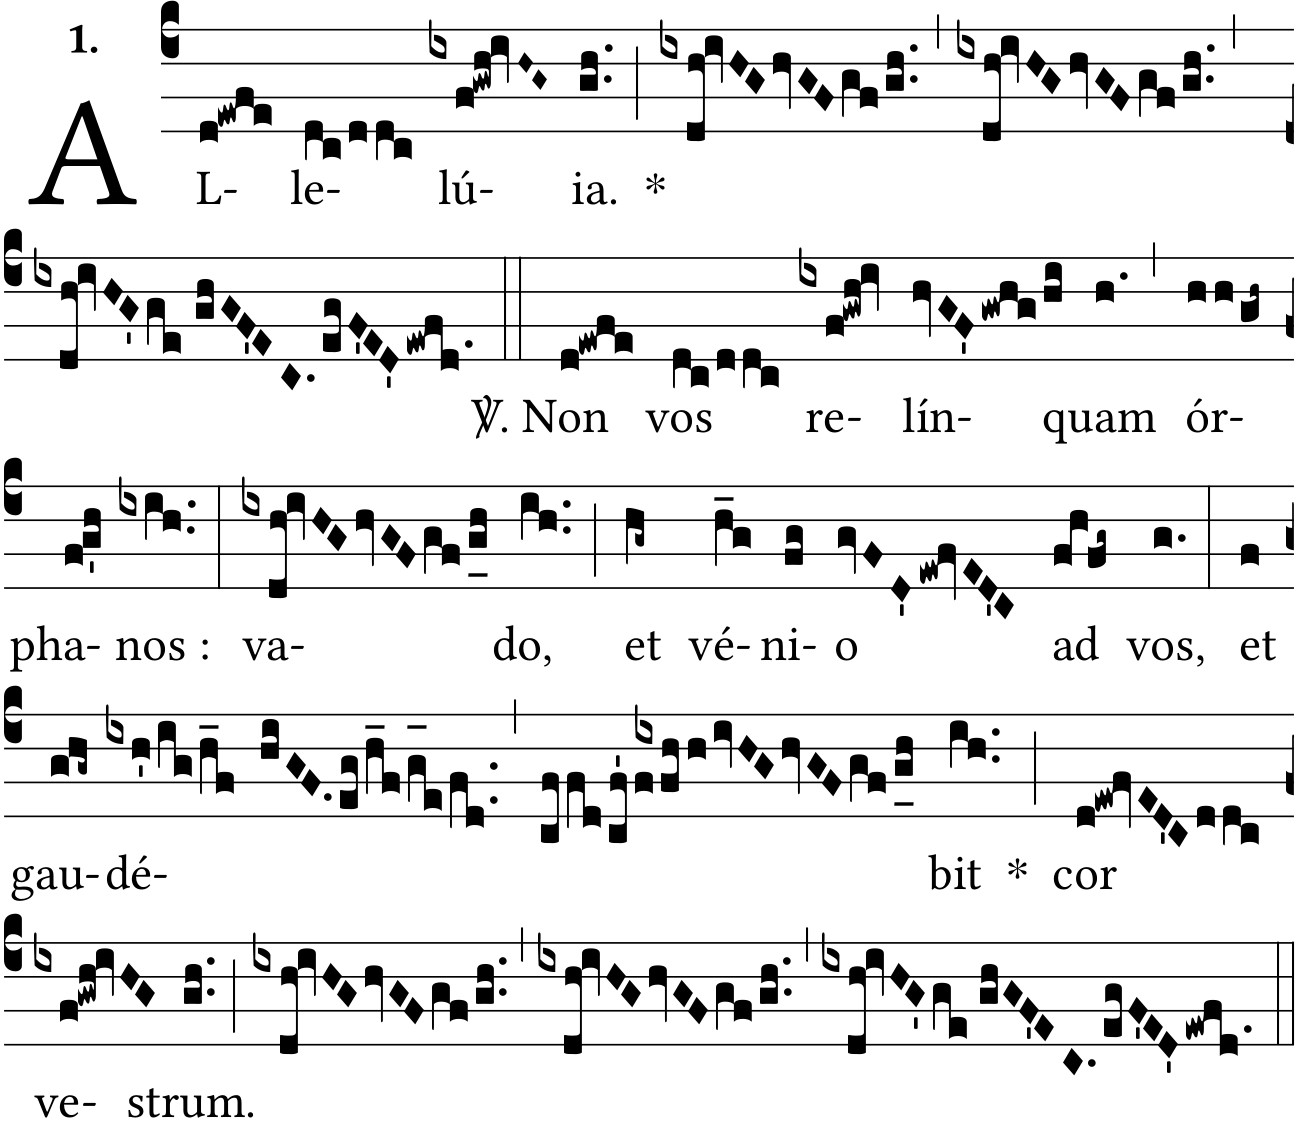 1.
AL- le- lú- ia. *
℣. Non vos re- lín- quam ór-
pha- nos : va- do, et vé- ni- o ad vos, et
gau- dé- bit * cor
ve- strum.